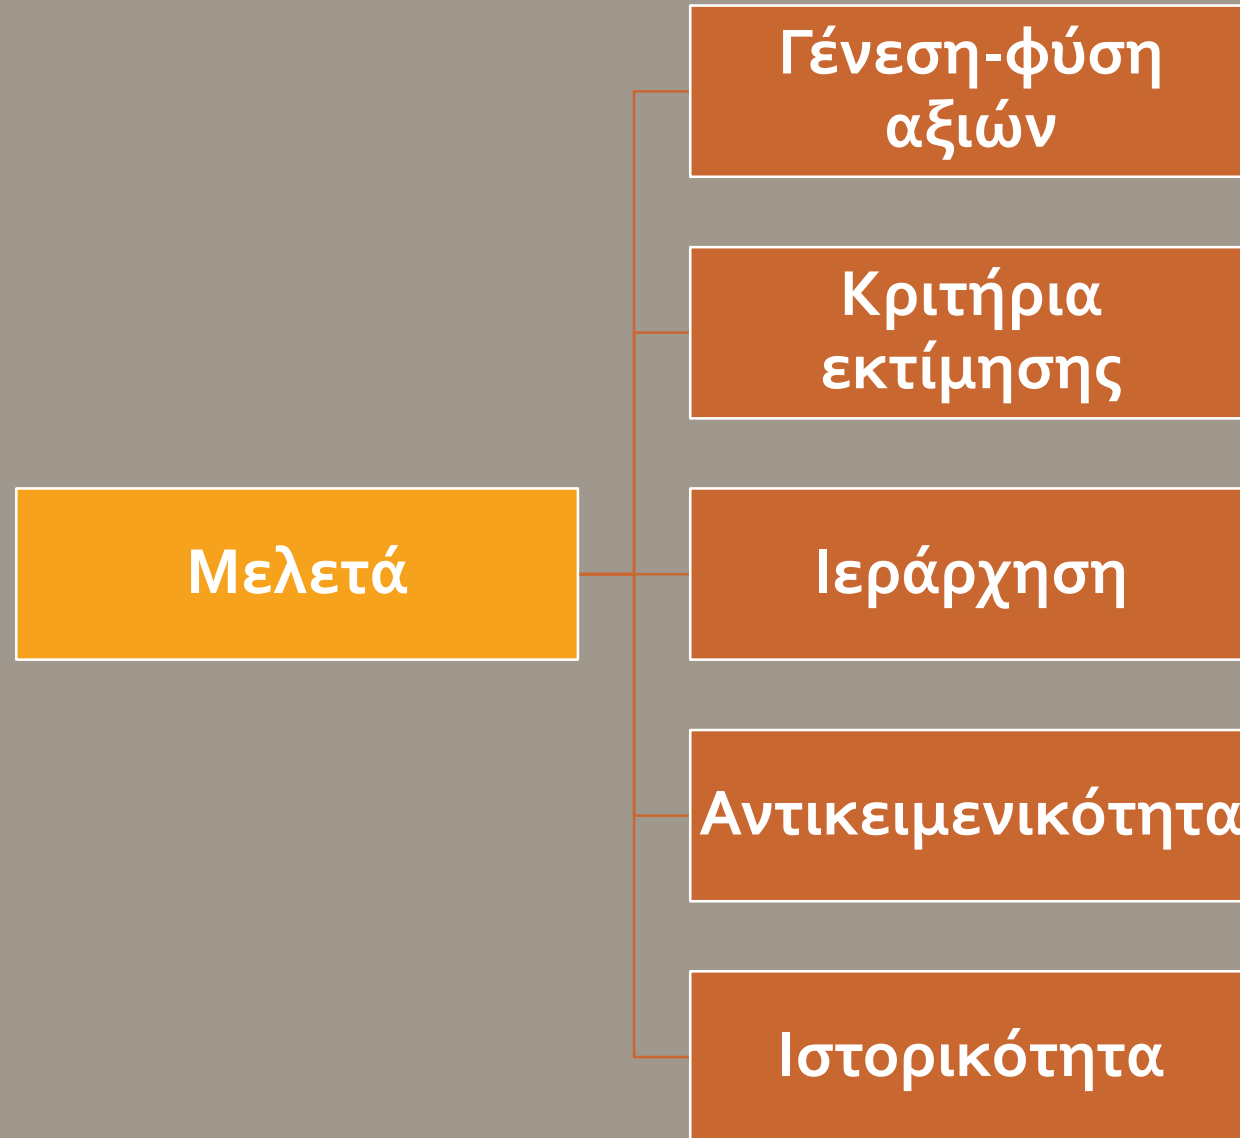 Γένεση-φύση
αξιών
Κριτήρια
εκτίμησης
Μελετά
Ιεράρχηση
Αντικειμενικότητα
Ιστορικότητα